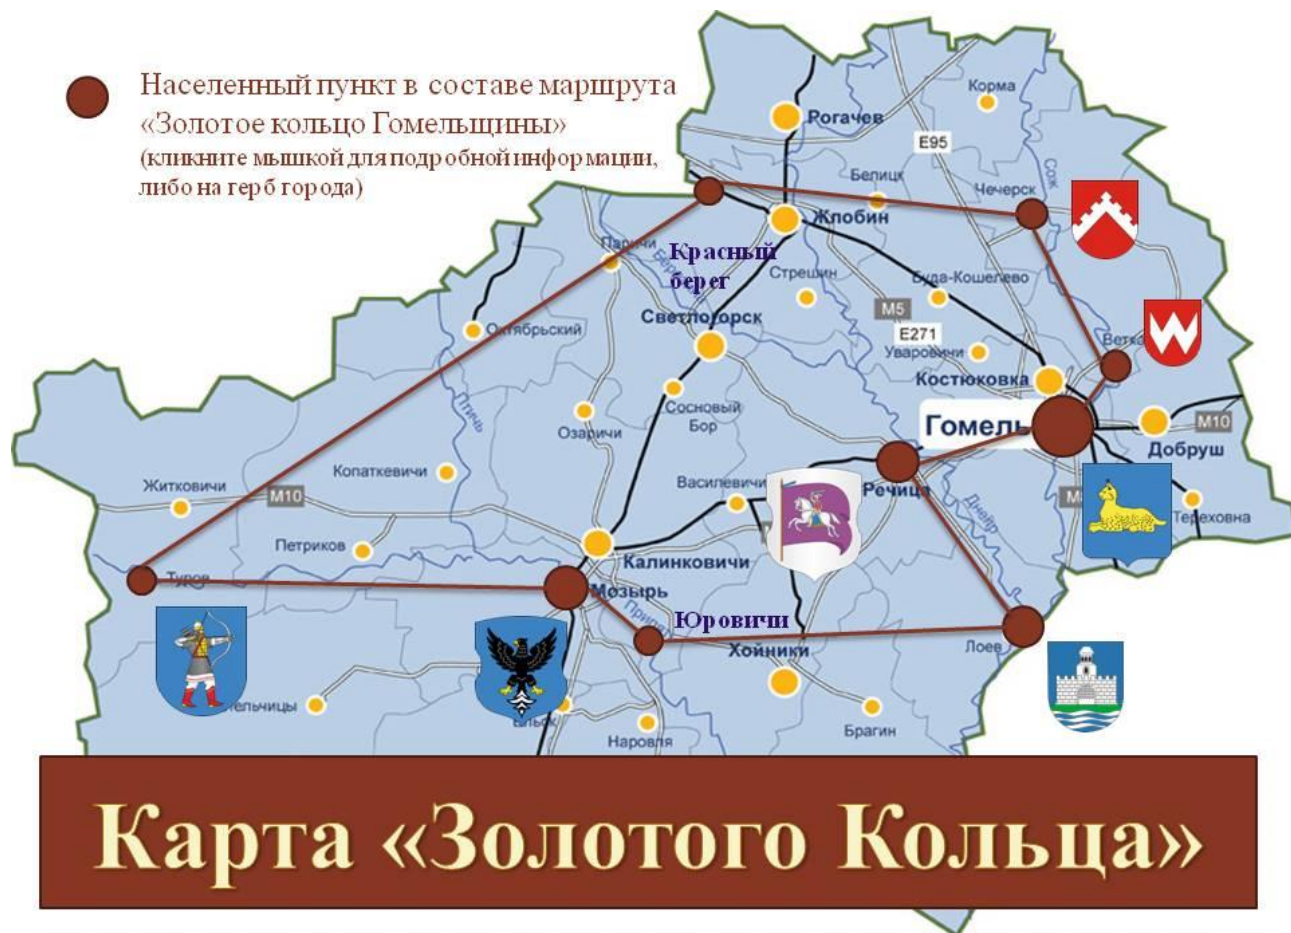 Населенный пункт в составе маршрута
«Золотое кольцо Гомельщины»
(кликните мышкой для подробной информации,
либо на герб города)
Корма
Рогачев
E95
Сож
Белицк
Чечерск
Жлобин
Паричи
Красный
берег
Стрешин
Буда-Кошелево
Светлогорск
M5
E271
Октябрьский
Уваровичи
Ветка
Костюковка
Сосновый
Бор
Птичь
Озаричи
Гомель
M10
Добруш
Копаткевичи
Житковичи
M10
Василевичи
Речица
Днепр
Тереховна
Петриков
Калинковичи
Туров
Мозырь
Юровичи
Хойники
Лоев
Брагин
Наровля
Карта «Золотого Кольца»